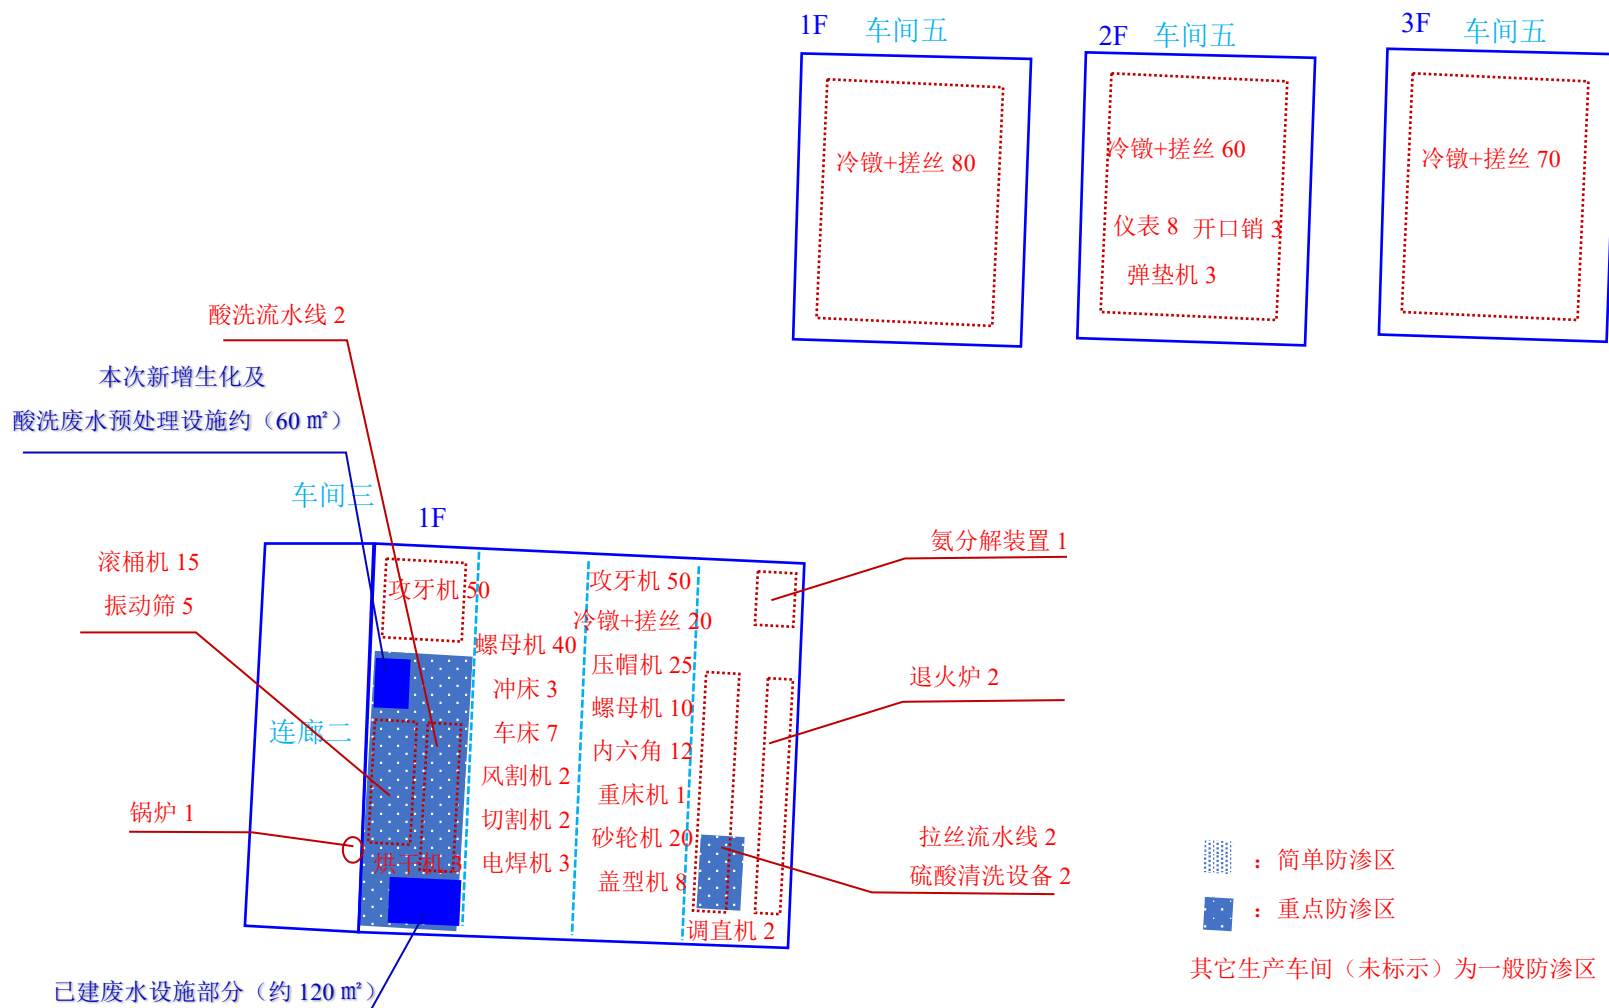 1F 车间五
2F 车间五
3F 车间五
冷镦+搓丝 80
冷镦+搓丝 60
仪表 8 开口销 3
弹垫机 3
冷镦+搓丝 70
酸洗流水线 2
本次新增生化及
酸洗废水预处理设施约（60 ㎡）
车间三
1F
滚桶机 15
振动筛 5
连廊二
锅炉 1
攻牙机 50
烘干机 3
螺母机 40
冲床 3
车床 7
风割机 2
切割机 2
电焊机 3
攻牙机 50
冷镦+搓丝 20
压帽机 25
螺母机 10
内六角 12
重床机 1
砂轮机 20
盖型机 8
调直机 2
氨分解装置 1
退火炉 2
拉丝流水线 2
硫酸清洗设备 2
已建废水设施部分（约 120 ㎡）
：简单防渗区
：重点防渗区
其它生产车间（未标示）为一般防渗区